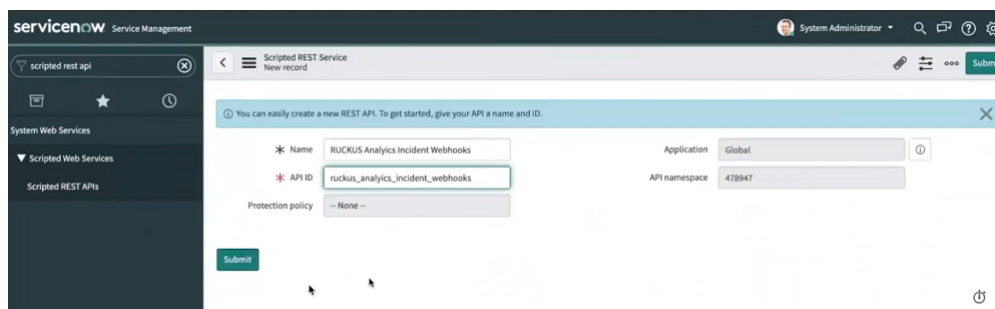 servicenow Service Management
System Administrator
scripted rest api
Scripted REST Service
New record
Subm
You can easily create a new REST API. To get started, give your API a name and ID.
System Web Services
Scripted Web Services
Scripted REST APIs
Name RUCKUS Analyics Incident Webhooks
Application Global
API ID ruckus_analyics_incident_webhooks
API namespace 478947
Protection policy -- None --
Submit